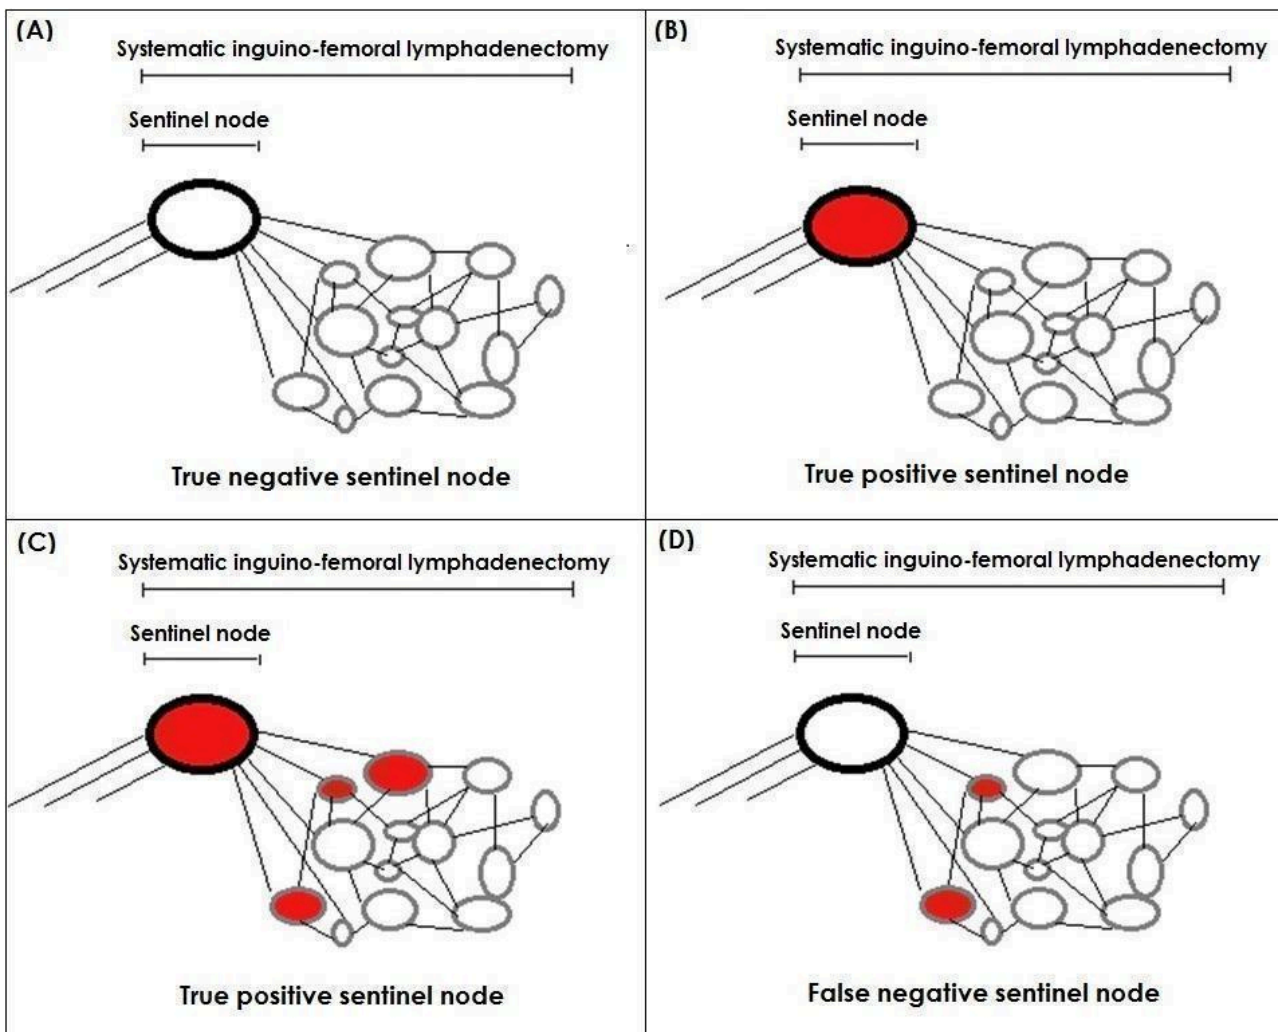 (A)
Systematic inguino-femoral lymphadenectomy
Sentinel node
True negative sentinel node
(B)
Systematic inguino-femoral lymphadenectomy
Sentinel node
True positive sentinel node
(C)
Systematic inguino-femoral lymphadenectomy
Sentinel node
True positive sentinel node
(D)
Systematic inguino-femoral lymphadenectomy
Sentinel node
False negative sentinel node